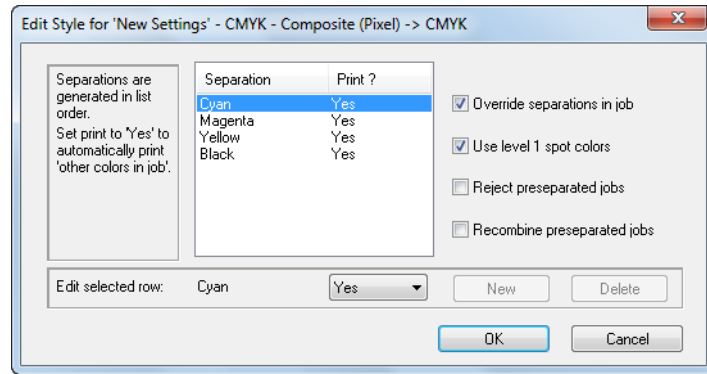 Edit Style for 'New Settings' - CMYK - Composite (Pixel) -> CMYK
Separations are
generated in list
order.
Set print to 'Yes' to
automatically print
'other colors in job'.
Separation Print ?
Cyan Yes
Magenta Yes
Yellow Yes
Black Yes
Override separations in job
Use level 1 spot colors
Reject preseparated jobs
Recombine preseparated jobs
Edit selected row: Cyan Yes New Delete
OK Cancel